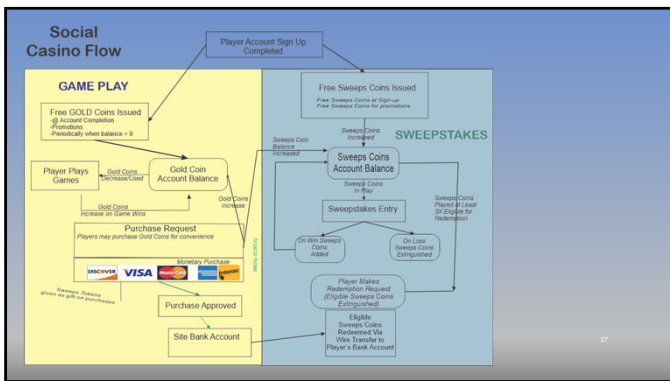 Social
Casino Flow
Player Account Sign Up
Completed
GAME PLAY
Free GOLD Coins Issued
-@ Account Completion
-Promotions
-Periodically when balance = 0
Player Plays
Games
Gold Coins
Decrease/Used
Gold Coin
Account Balance
Gold Coins
Increase on Game Wins
Gold Coins
Increase
Purchase Request
Players may purchase Gold Coins for convenience
Monetary Purchase
DISCOVER
VISA
MasterCard
Interac
Sweeps Tokens
given as gift on purchases
Purchase Approved
Site Bank Account
Free Sweeps Coins Issued
Free Sweeps Coins at Sign-up
Free Sweeps Coins for promotions
Sweeps Coin
Balance
Increased
Sweeps Coins
Increased
SWEEPSTAKES
Sweeps Coins
Account Balance
Sweeps Coins
in Play
Sweepstakes Entry
On Win Sweeps
Coins
Added
On Loss
Sweeps Coins
Extinguished
Sweeps Coins
Played at Least
Eligible for
Redemption
Player Makes
Redemption Request
(Eligible Sweeps Coins
Extinguished)
Eligible
Sweeps Coins
Redeemed Via
Wire Transfer to
Player's Bank Account
27